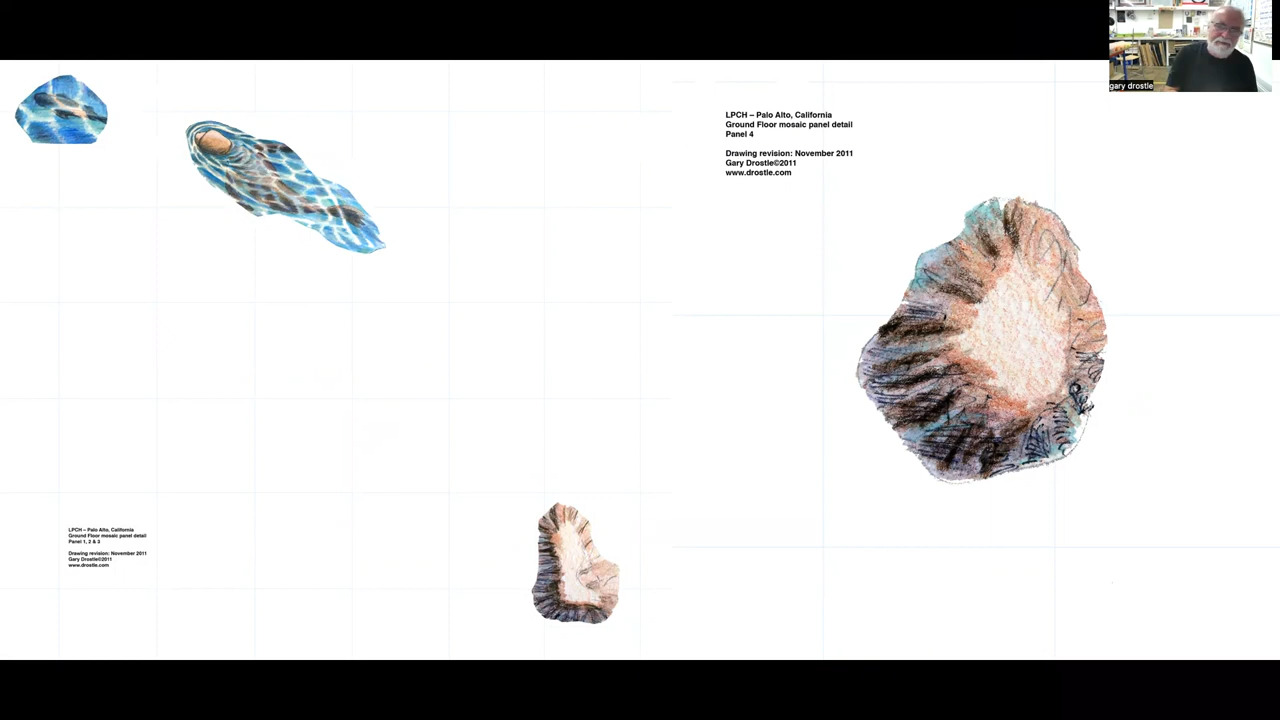 gary drostle
LPCH – Palo Alto, California
Ground Floor mosaic panel detail
Panel 4
Drawing revision: November 2011
Gary Drostle©2011
www.drostle.com
LPCH – Palo Alto, California
Ground Floor mosaic panel detail
Panel 1, 2 & 3
Drawing revision: November 2011
Gary Drostle©2011
www.drostle.com